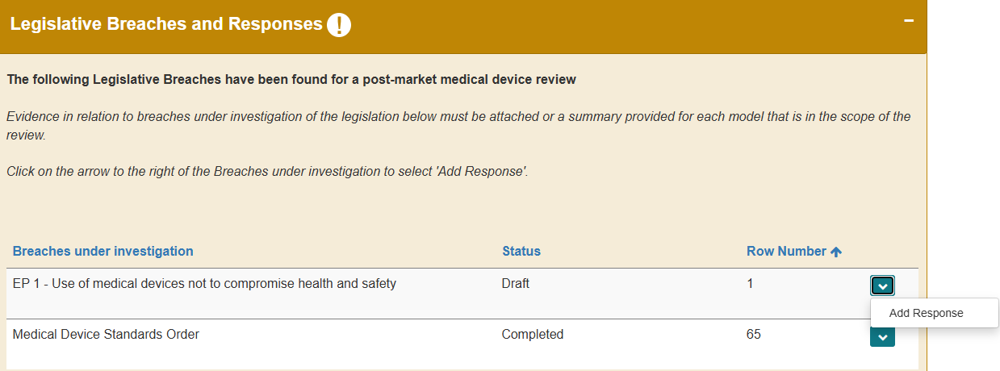 Legislative Breaches and Responses !
The following Legislative Breaches have been found for a post-market medical device review
Evidence in relation to breaches under investigation of the legislation below must be attached or a summary provided for each model that is in the scope of the
review.
Click on the arrow to the right of the Breaches under investigation to select 'Add Response'.
Breaches under investigation Status Row Number
EP 1 - Use of medical devices not to compromise health and safety Draft 1
Add Response
Medical Device Standards Order Completed 65